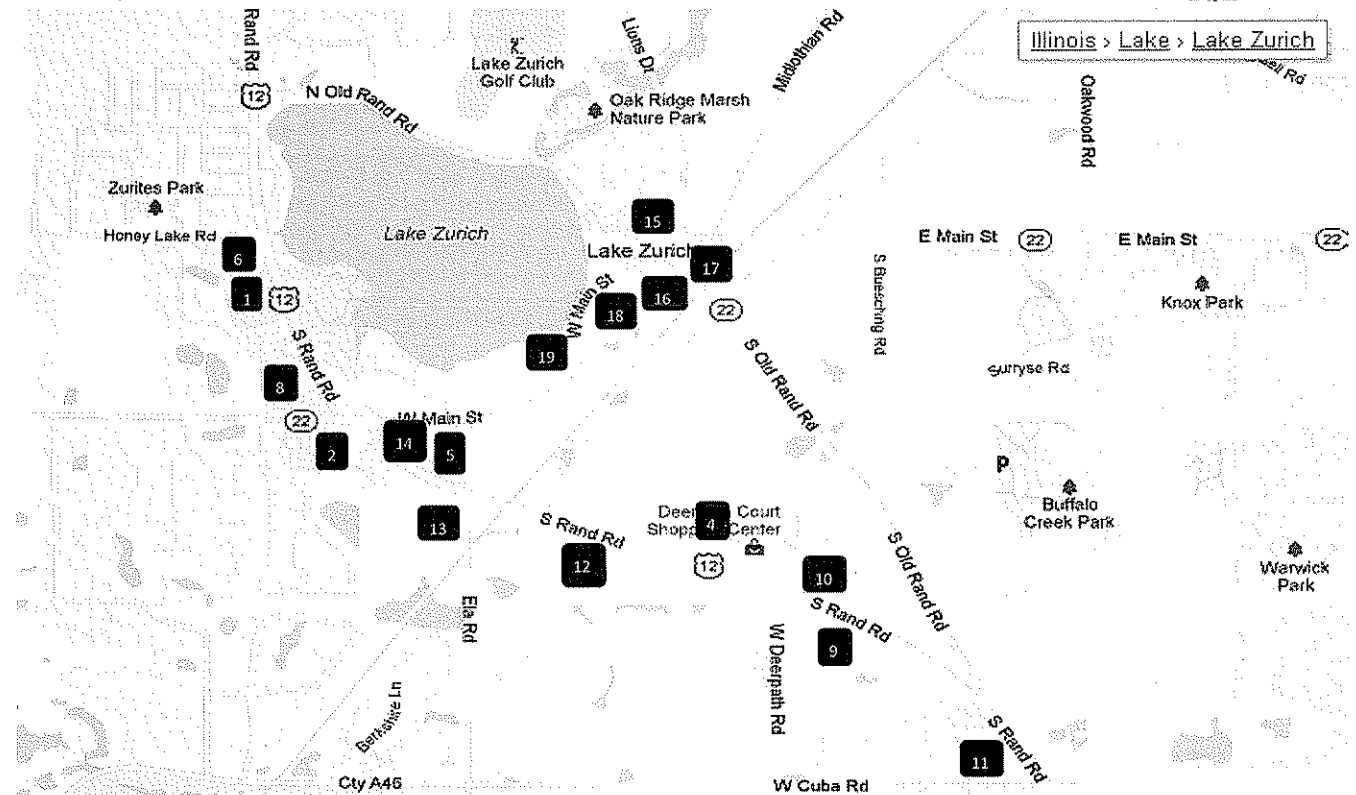 Illinois > Lake > Lake Zurich
Rand Rd
12
N Old Rand Rd
Lake Zurich
Golf Club
Lions Dr
Oak Ridge Marsh
Nature Park
Midlothian Rd
Oakwood Rd
Zurites Park
Honey Lake Rd
6
1
12
Lake Zurich
15
Lake Zurich
17
16
18
W Main St
19
22
E Main St
22
E Main St
22
Knox Park
S Buesching Rd
Surryse Rd
S Rand Rd
8
22
2
W Main St
14
5
13
S Old Rand Rd
P
Buffalo
Creek Park
Warwick
Park
S Rand Rd
12
4
Court
Center
12
10
S Old Rand Rd
S Rand Rd
9
Ela Rd
W Deerpath Rd
Berkshire Ln
S Rand Rd
11
Cty A46
W Cuba Rd